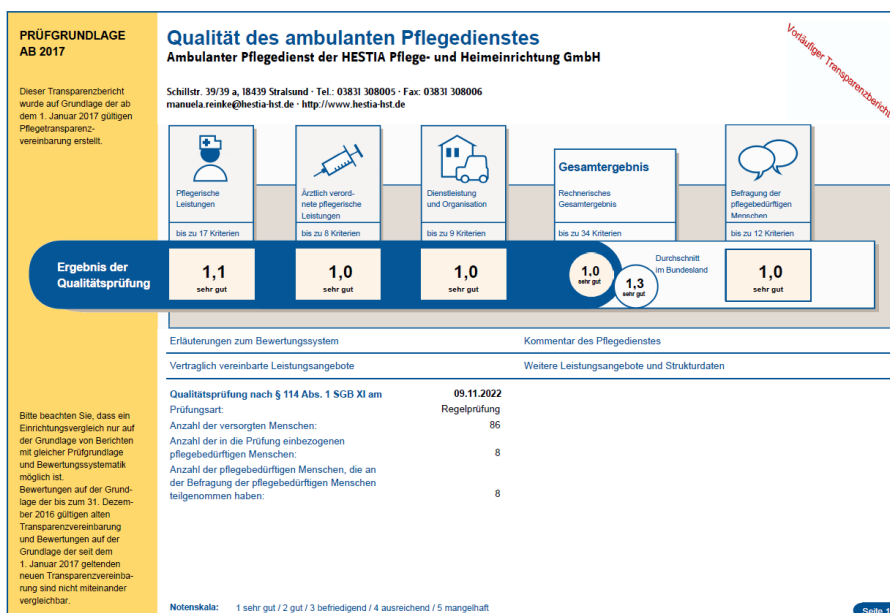 PRÜFGRUNDLAGE
AB 2017
Dieser Transparenzbericht
wurde auf Grundlage der ab
dem 1. Januar 2017 gültigen
Pflegetransparenz-
vereinbarung erstellt.
Qualität des ambulanten Pflegedienstes
Ambulanter Pflegedienst der HESTIA Pflege- und Heimeinrichtung GmbH
Schillstr. 39/39 a, 18439 Stralsund · Tel.: 03831 308005 · Fax: 03831 308006
manuela.reinke@hestia-hst.de · http://www.hestia-hst.de
Vorläufiger Transparenzbericht
Pflegerische
Leistungen
bis zu 17 Kriterien
Ärztlich verord-
nete pflegerische
Leistungen
bis zu 8 Kriterien
Dienstleistung
und Organisation
bis zu 9 Kriterien
Gesamtergebnis
Rechnerisches
Gesamtergebnis
bis zu 34 Kriterien
Befragung der
pflegebedürftigen
Menschen
bis zu 12 Kriterien
Ergebnis der
Qualitätsprüfung
1,1
sehr gut
1,0
sehr gut
1,0
sehr gut
1,0
sehr gut
1,3
sehr gut
Durchschnitt
im Bundesland
1,0
sehr gut
Erläuterungen zum Bewertungssystem
Kommentar des Pflegedienstes
Vertraglich vereinbarte Leistungsangebote
Weitere Leistungsangebote und Strukturdaten
Qualitätsprüfung nach § 114 Abs. 1 SGB XI am 09.11.2022
Prüfungsart: Regelprüfung
Anzahl der versorgten Menschen: 86
Anzahl der in die Prüfung einbezogenen
pflegebedürftigen Menschen: 8
Anzahl der pflegebedürftigen Menschen, die an
der Befragung der pflegebedürftigen Menschen
teilgenommen haben: 8
Bitte beachten Sie, dass ein
Einrichtungsvergleich nur auf
der Grundlage von Berichten
mit gleicher Prüfgrundlage
und Bewertungssystematik
möglich ist.
Bewertungen auf der Grund-
lage der bis zum 31. Dezem-
ber 2016 gültigen alten
Transparenzvereinbarung
und Bewertungen auf der
Grundlage der seit dem
1. Januar 2017 geltenden
neuen Transparenzvereinba-
rung sind nicht miteinander
vergleichbar.
Notenskala: 1 sehr gut / 2 gut / 3 befriedigend / 4 ausreichend / 5 mangelhaft
Seite 1